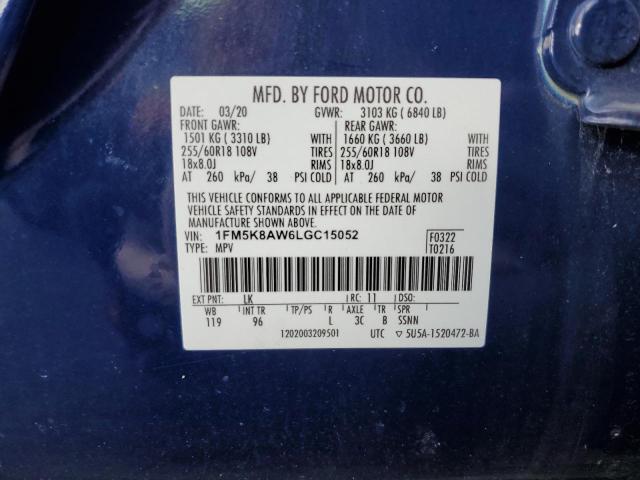 MFD. BY FORD MOTOR CO.
DATE: 03/20 GVWR: 3103 KG ( 6840 LB)
FRONT GAWR: REAR GAWR:
1501 KG ( 3310 LB) WITH 1660 KG ( 3660 LB) WITH
255/60R18 108V TIRES 255/60R18 108V TIRES
18x8.0J RIMS 18x8.0J RIMS
AT 260 kPa/ 38 PSI COLD AT 260 kPa/ 38 PSI COLD
THIS VEHICLE CONFORMS TO ALL APPLICABLE FEDERAL MOTOR
VEHICLE SAFETY STANDARDS IN EFFECT ON THE DATE OF
MANUFACTURE SHOWN ABOVE.
VIN: 1FM5K8AW6LGC15052 F0322
TYPE: MPV T0216
EXT PNT: LK RC: 11 DSO:
WB INT TR TP/PS R AXLE TR SPR
119 96 L 3C B SSNN
1202003209501 UTC 5U5A-1520472-BA